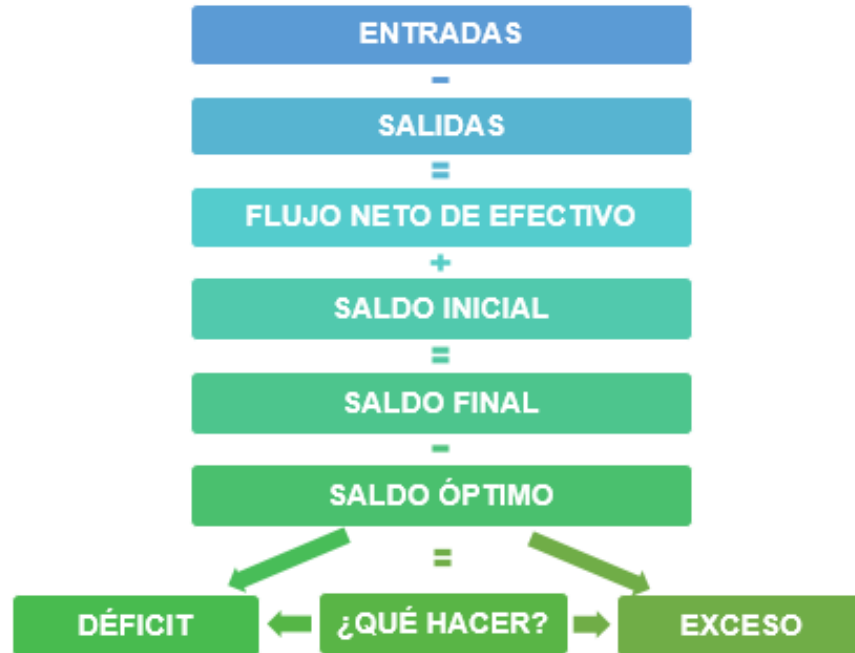 ENTRADAS
-
SALIDAS
=
FLUJO NETO DE EFECTIVO
+
SALDO INICIAL
=
SALDO FINAL
-
SALDO ÓPTIMO
=
DÉFICIT
¿QUÉ HACER?
EXCESO